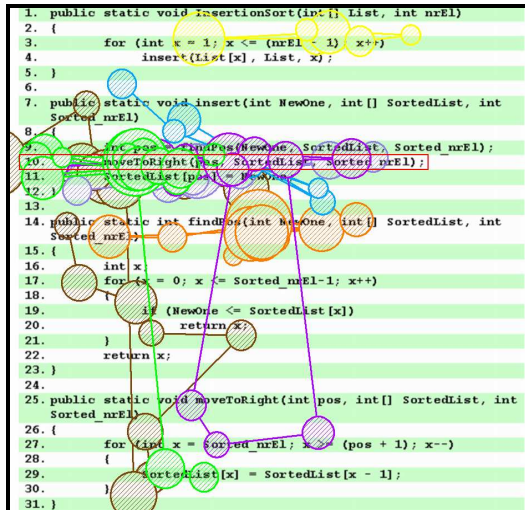 1. public static void InsertionSort(int[] List, int nrEl)
2. {
3. for (int x = 1; x <= (nrEl - 1) x++)
4. insert(List[x], List, x);
5. }
6.
7. public static void insert(int NewOne, int[] SortedList, int
Sorted_nrEl)
8. {
9. int pos = findPos(NewOne, SortedList, Sorted_nrEl);
10. moveToRight(pos, SortedList, Sorted_nrEl);
11. SortedList[pos] = NewOne
12. }
13.
14. public static int findPos(int NewOne, int[] SortedList, int
Sorted_nrEl)
15. {
16. int x
17. for (x = 0; x <= Sorted_nrEl-1; x++)
18. {
19. if (NewOne <= SortedList[x])
20. return x;
21. }
22. return x;
23. }
24.
25. public static void moveToRight(int pos, int[] SortedList, int
Sorted_nrEl)
26. {
27. for (int x = Sorted_nrEl; x >= (pos + 1); x--)
28. {
29. SortedList[x] = SortedList[x - 1];
30. }
31. }